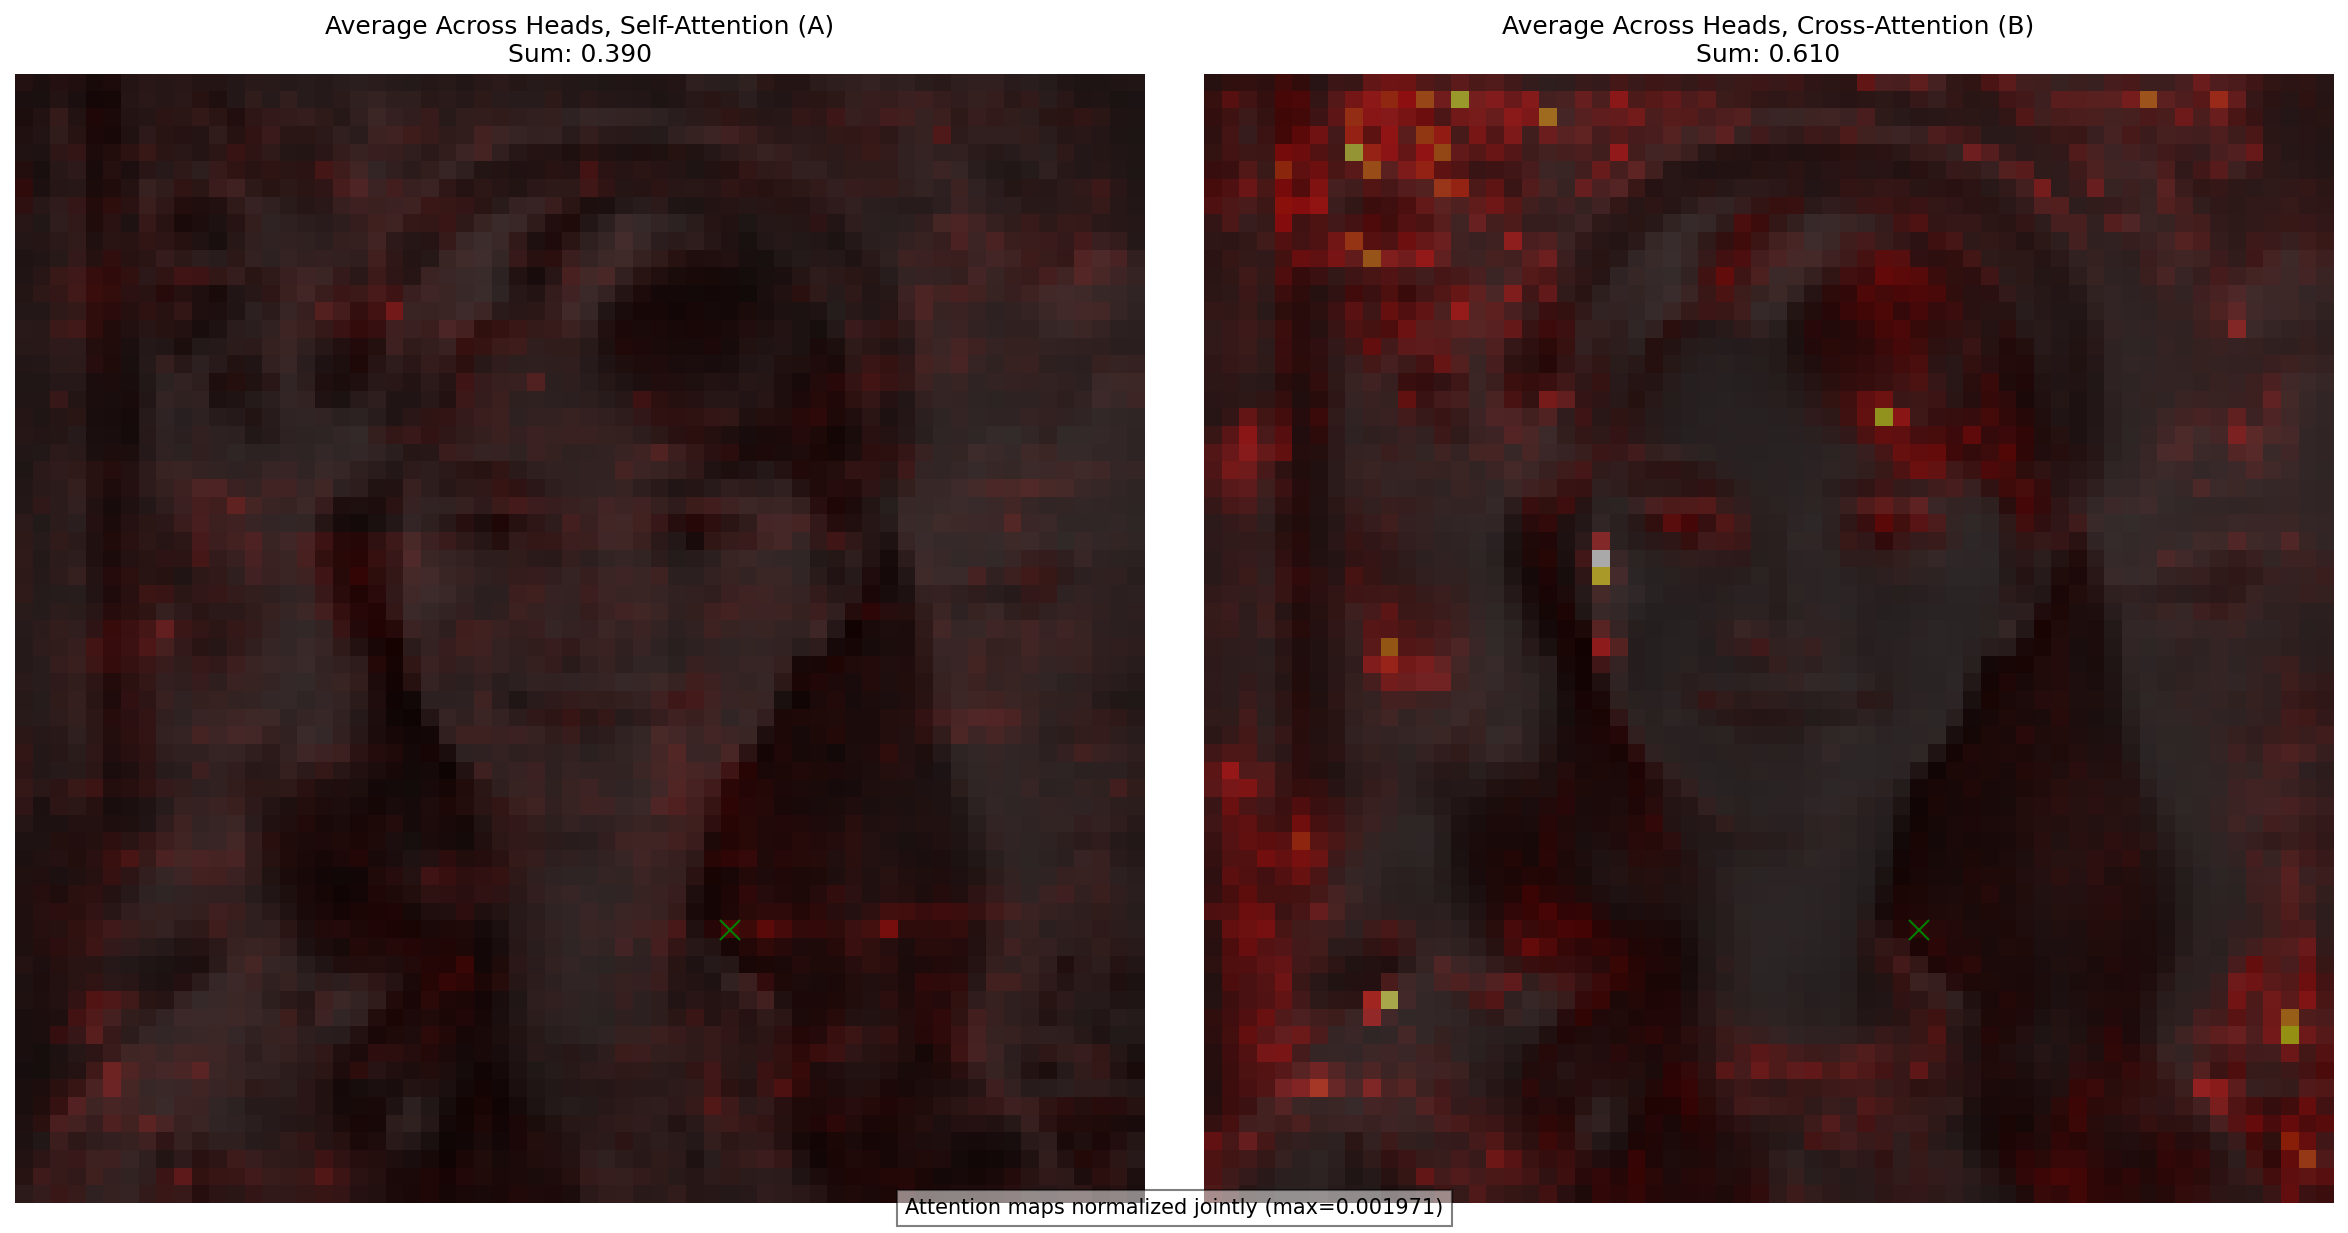 Average Across Heads, Self-Attention (A)
Sum: 0.390
Average Across Heads, Cross-Attention (B)
Sum: 0.610
Attention maps normalized jointly (max=0.001971)